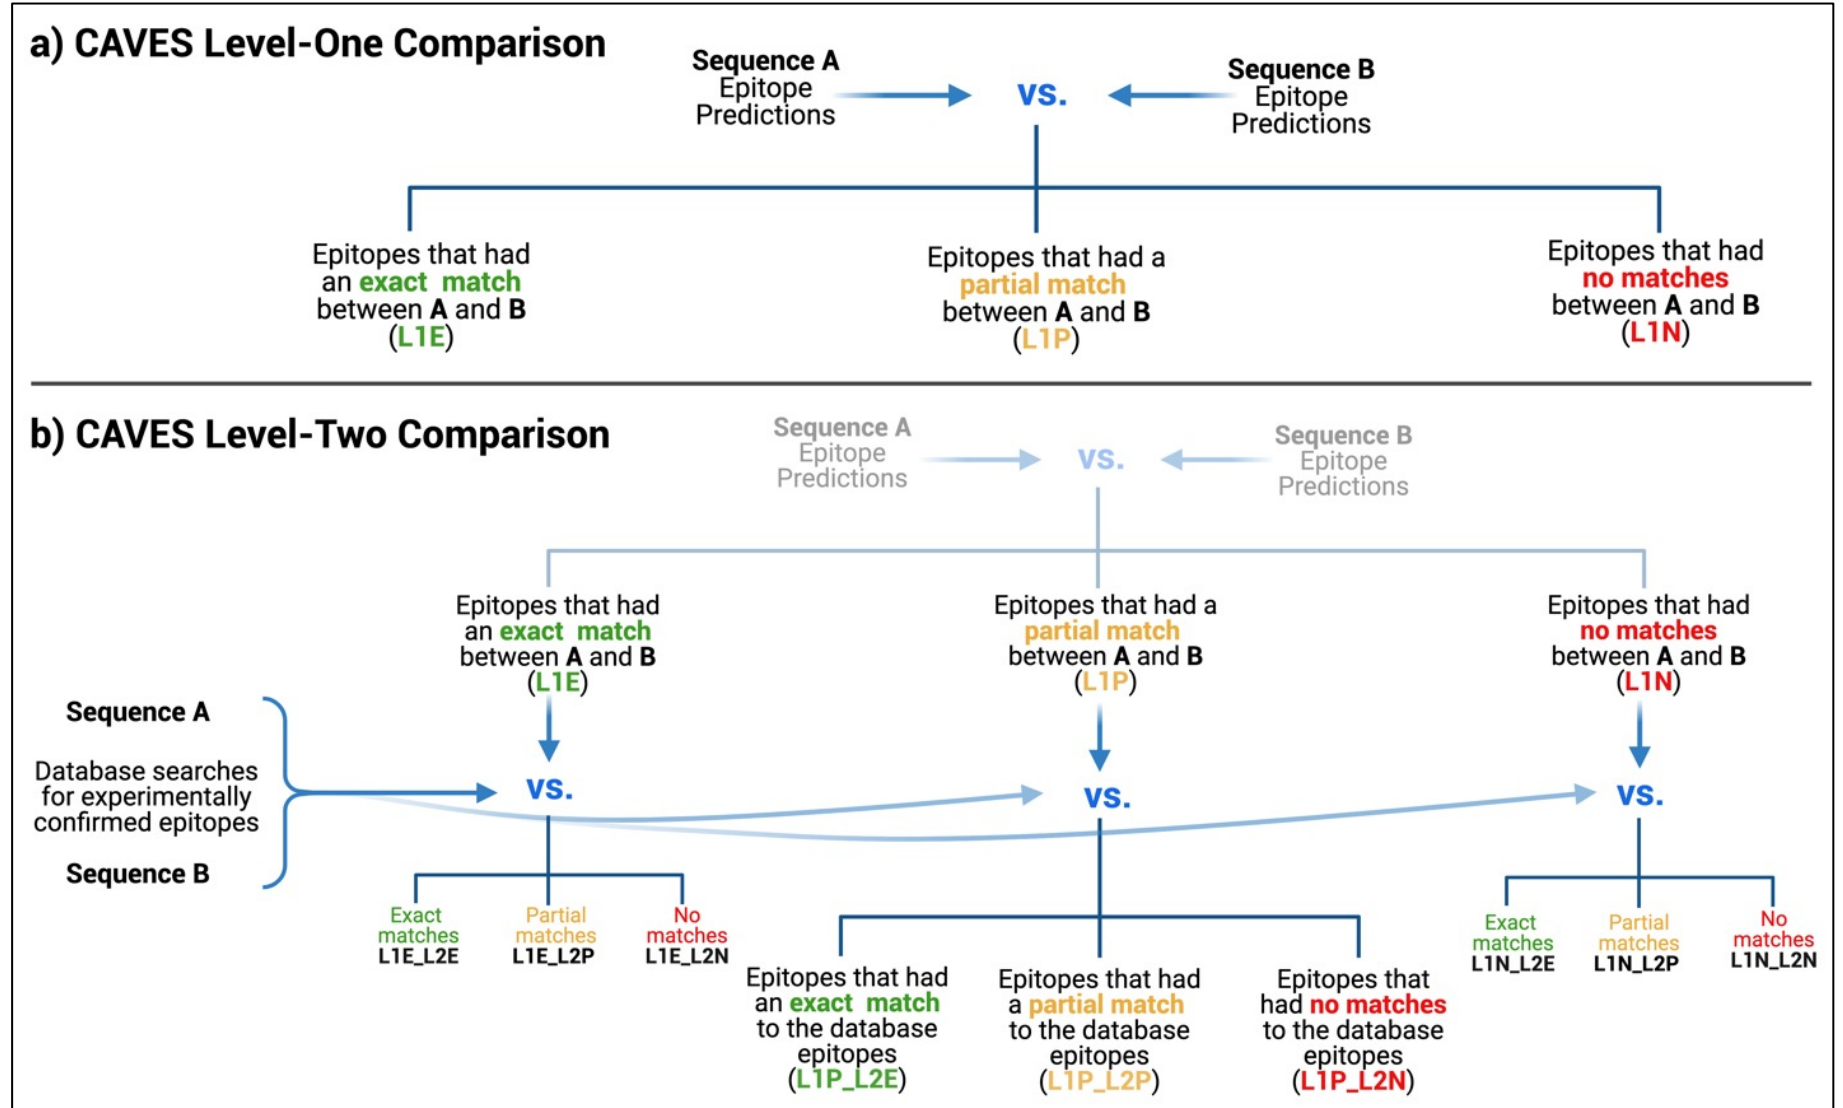 a) CAVES Level-One Comparison
Sequence A
Epitope
Predictions
vs.
Sequence B
Epitope
Predictions
Epitopes that had
an exact match
between A and B
(L1E)
Epitopes that had a
partial match
between A and B
(L1P)
Epitopes that had
no matches
between A and B
(L1N)
b) CAVES Level-Two Comparison
Sequence A
Epitope
Predictions
vs.
Sequence B
Epitope
Predictions
Epitopes that had
an exact match
between A and B
(L1E)
Epitopes that had a
partial match
between A and B
(L1P)
Epitopes that had
no matches
between A and B
(L1N)
Sequence A
Database searches
for experimentally
confirmed epitopes
Sequence B
vs.
vs.
vs.
Exact
matches
L1E_L2E
Partial
matches
L1E_L2P
No
matches
L1E_L2N
Epitopes that had
an exact match
to the database
epitopes
(L1P_L2E)
Epitopes that had
a partial match
to the database
epitopes
(L1P_L2P)
Epitopes that
had no matches
to the database
epitopes
(L1P_L2N)
Exact
matches
L1N_L2E
Partial
matches
L1N_L2P
No
matches
L1N_L2N